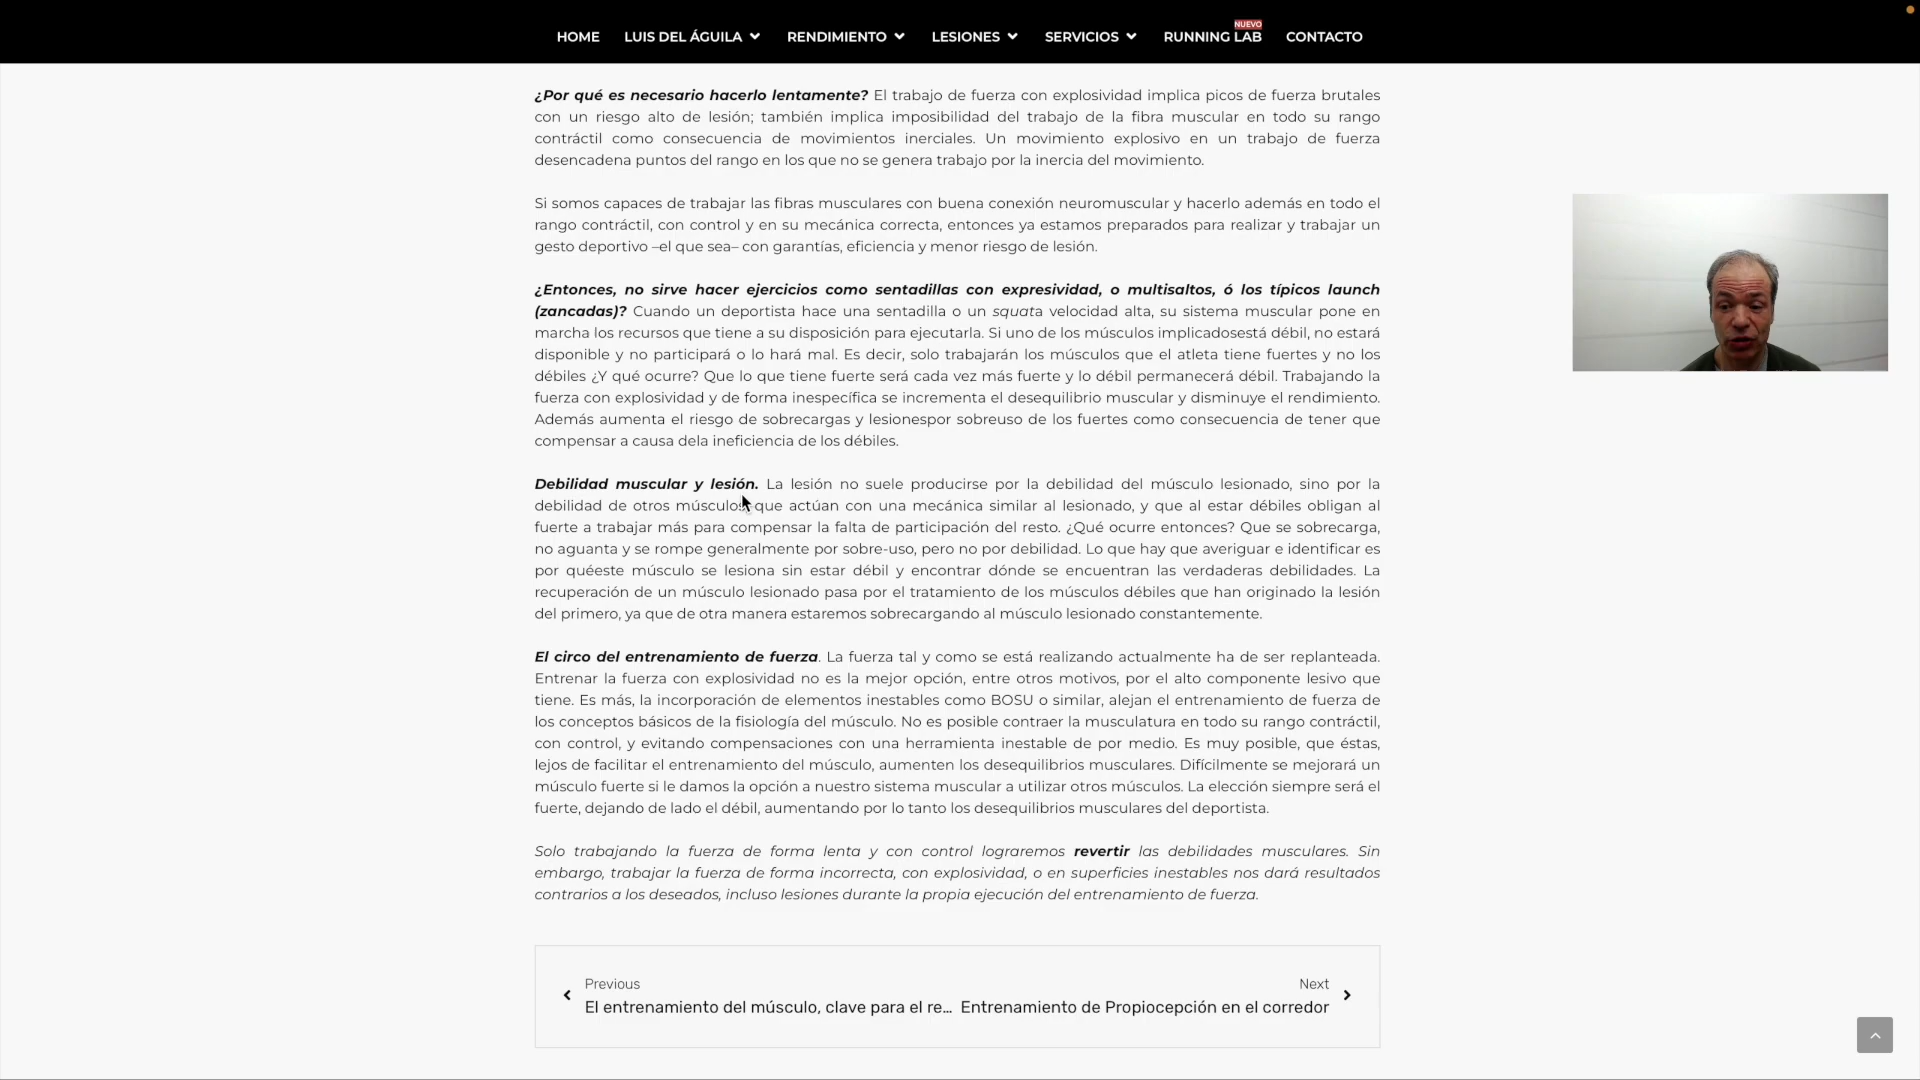 NUEVO
HOME LUIS DEL ÁGUILA RENDIMIENTO LESIONES SERVICIOS RUNNING LAB CONTACTO
¿Por qué es necesario hacerlo lentamente? El trabajo de fuerza con explosividad implica picos de fuerza brutales
con un riesgo alto de lesión; también implica imposibilidad del trabajo de la fibra muscular en todo su rango
contráctil como consecuencia de movimientos inerciales. Un movimiento explosivo en un trabajo de fuerza
desencadena puntos del rango en los que no se genera trabajo por la inercia del movimiento.
Si somos capaces de trabajar las fibras musculares con buena conexión neuromuscular y hacerlo además en todo el
rango contráctil, con control y en su mecánica correcta, entonces ya estamos preparados para realizar y trabajar un
gesto deportivo –el que sea– con garantías, eficiencia y menor riesgo de lesión.
¿Entonces, no sirve hacer ejercicios como sentadillas con expresividad, o multisaltos, ó los típicos launch
(zancadas)? Cuando un deportista hace una sentadilla o un squata velocidad alta, su sistema muscular pone en
marcha los recursos que tiene a su disposición para ejecutarla. Si uno de los músculos implicadosestá débil, no estará
disponible y no participará o lo hará mal. Es decir, solo trabajarán los músculos que el atleta tiene fuertes y no los
débiles ¿Y qué ocurre? Que lo que tiene fuerte será cada vez más fuerte y lo débil permanecerá débil. Trabajando la
fuerza con explosividad y de forma inespecífica se incrementa el desequilibrio muscular y disminuye el rendimiento.
Además aumenta el riesgo de sobrecargas y lesionespor sobreuso de los fuertes como consecuencia de tener que
compensar a causa dela ineficiencia de los débiles.
Debilidad muscular y lesión. La lesión no suele producirse por la debilidad del músculo lesionado, sino por la
debilidad de otros músculos que actúan con una mecánica similar al lesionado, y que al estar débiles obligan al
fuerte a trabajar más para compensar la falta de participación del resto. ¿Qué ocurre entonces? Que se sobrecarga,
no aguanta y se rompe generalmente por sobre-uso, pero no por debilidad. Lo que hay que averiguar e identificar es
por quéeste músculo se lesiona sin estar débil y encontrar dónde se encuentran las verdaderas debilidades. La
recuperación de un músculo lesionado pasa por el tratamiento de los músculos débiles que han originado la lesión
del primero, ya que de otra manera estaremos sobrecargando al músculo lesionado constantemente.
El circo del entrenamiento de fuerza. La fuerza tal y como se está realizando actualmente ha de ser replanteada.
Entrenar la fuerza con explosividad no es la mejor opción, entre otros motivos, por el alto componente lesivo que
tiene. Es más, la incorporación de elementos inestables como BOSU o similar, alejan el entrenamiento de fuerza de
los conceptos básicos de la fisiología del músculo. No es posible contraer la musculatura en todo su rango contráctil,
con control, y evitando compensaciones con una herramienta inestable de por medio. Es muy posible, que éstas,
lejos de facilitar el entrenamiento del músculo, aumenten los desequilibrios musculares. Difícilmente se mejorará un
músculo fuerte si le damos la opción a nuestro sistema muscular a utilizar otros músculos. La elección siempre será el
fuerte, dejando de lado el débil, aumentando por lo tanto los desequilibrios musculares del deportista.
Solo trabajando la fuerza de forma lenta y con control lograremos revertir las debilidades musculares. Sin
embargo, trabajar la fuerza de forma incorrecta, con explosividad, o en superficies inestables nos dará resultados
contrarios a los deseados, incluso lesiones durante la propia ejecución del entrenamiento de fuerza.
Previous
El entrenamiento del músculo, clave para el re...
Next
Entrenamiento de Propiocepción en el corredor